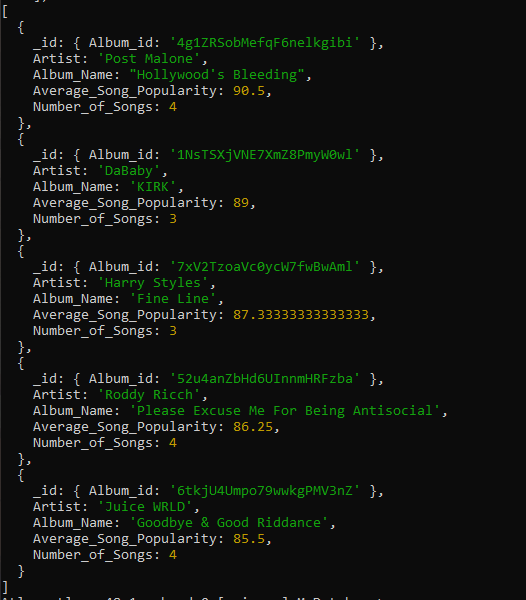 [
  {
    _id: { Album_id: '4g1ZRSobMefqF6nelkgibi' },
    Artist: 'Post Malone',
    Album_Name: "Hollywood's Bleeding",
    Average_Song_Popularity: 90.5,
    Number_of_Songs: 4
  },
  {
    _id: { Album_id: '1NsTSXjVNE7XmZ8PmyW0wl' },
    Artist: 'DaBaby',
    Album_Name: 'KIRK',
    Average_Song_Popularity: 89,
    Number_of_Songs: 3
  },
  {
    _id: { Album_id: '7xV2TzoaVc0ycW7fwBwAml' },
    Artist: 'Harry Styles',
    Album_Name: 'Fine Line',
    Average_Song_Popularity: 87.33333333333333,
    Number_of_Songs: 3
  },
  {
    _id: { Album_id: '52u4anZbHd6UInnmHRFzba' },
    Artist: 'Roddy Ricch',
    Album_Name: 'Please Excuse Me For Being Antisocial',
    Average_Song_Popularity: 86.25,
    Number_of_Songs: 4
  },
  {
    _id: { Album_id: '6tkjU4Umpo79wwkgPMV3nZ' },
    Artist: 'Juice WRLD',
    Album_Name: 'Goodbye & Good Riddance',
    Average_Song_Popularity: 85.5,
    Number_of_Songs: 4
  }
]